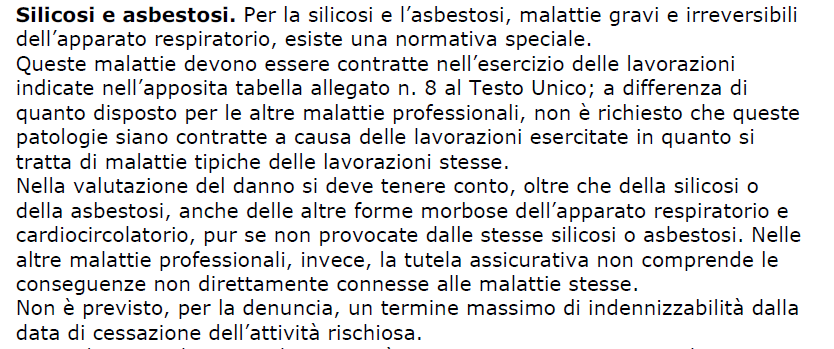 Silicosi e asbestosi. Per la silicosi e l’asbestosi, malattie gravi e irreversibili
dell’apparato respiratorio, esiste una normativa speciale.
Queste malattie devono essere contratte nell’esercizio delle lavorazioni
indicate nell’apposita tabella allegato n. 8 al Testo Unico; a differenza di
quanto disposto per le altre malattie professionali, non è richiesto che queste
patologie siano contratte a causa delle lavorazioni esercitate in quanto si
tratta di malattie tipiche delle lavorazioni stesse.
Nella valutazione del danno si deve tenere conto, oltre che della silicosi o
della asbestosi, anche delle altre forme morbose dell’apparato respiratorio e
cardiocircolatorio, pur se non provocate dalle stesse silicosi o asbestosi. Nelle
altre malattie professionali, invece, la tutela assicurativa non comprende le
conseguenze non direttamente connesse alle malattie stesse.
Non è previsto, per la denuncia, un termine massimo di indennizzabilità dalla
data di cessazione dell’attività rischiosa.